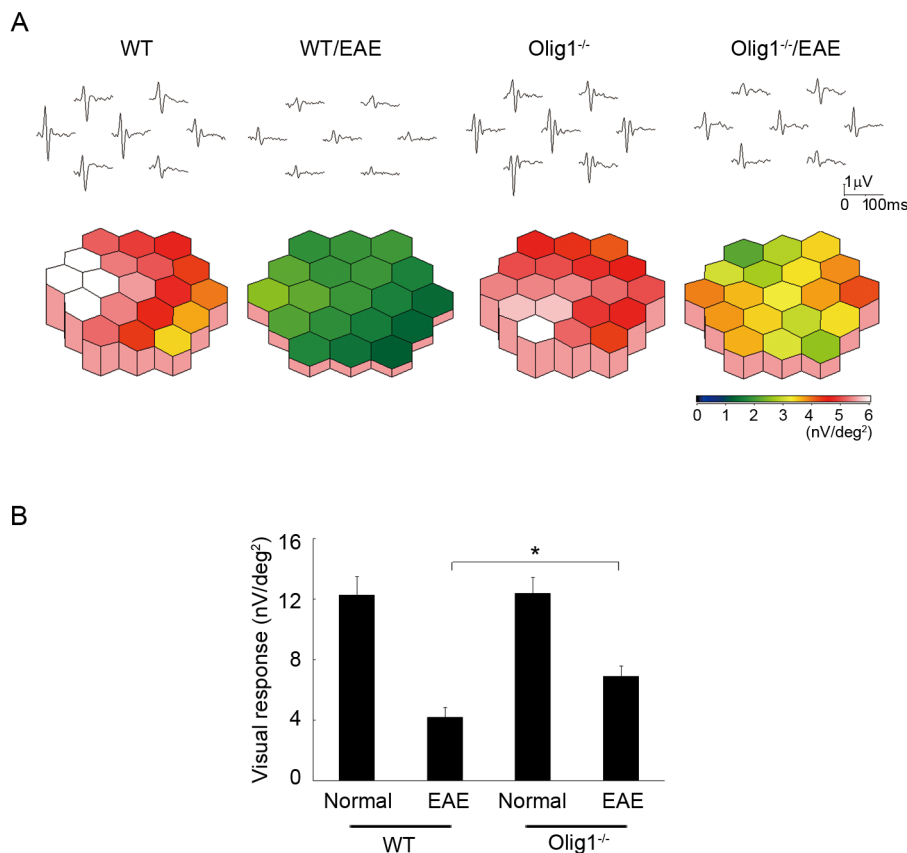 A
WT WT/EAE Olig1⁻/⁻ Olig1⁻/⁻/EAE
1μV
0 100ms
0 1 2 3 4 5 6
(nV/deg²)
B
Visual response (nV/deg²)
16
12
8
4
0
*
Normal EAE Normal EAE
WT Olig1⁻/⁻